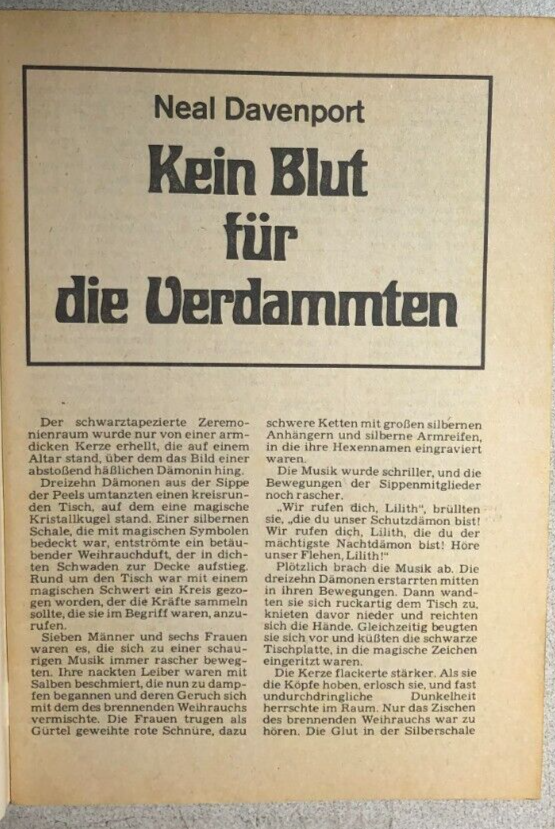 Neal Davenport
Kein Blut
für
die Verdammten
Der schwarztapezierte Zeremo-
nienraum wurde nur von einer arm-
dicken Kerze erhellt, die auf einem
Altar stand, über dem das Bild einer
abstoßend häßlichen Dämonin hing.
Dreizehn Dämonen aus der Sippe
der Peels umtanzten einen kreisrun-
den Tisch, auf dem eine magische
Kristallkugel stand. Einer silbernen
Schale, die mit magischen Symbolen
bedeckt war, entströmte ein betäu-
bender Weihrauchduft, der in dich-
ten Schwaden zur Decke aufstieg.
Rund um den Tisch war mit einem
magischen Schwert ein Kreis gezo-
gen worden, der die Kräfte sammeln
sollte, die sie im Begriff waren, anzu-
rufen.
Sieben Männer und sechs Frauen
waren es, die sich zu einer schau-
rigen Musik immer rascher beweg-
ten. Ihre nackten Leiber waren mit
Salben beschmiert, die nun zu damp-
fen begannen und deren Geruch sich
mit dem des brennenden Weihrauchs
vermischte. Die Frauen trugen als
Gürtel geweihte rote Schnüre, dazu
schwere Ketten mit großen silbernen
Anhängern und silberne Armreifen,
in die ihre Hexennamen eingraviert
waren.
Die Musik wurde schriller, und die
Bewegungen der Sippenmitglieder
noch rascher.
„Wir rufen dich, Lilith“, brüllten
sie, „die du unser Schutzdämon bist!
Wir rufen dich, Lilith, die du der
mächtigste Nachtdämon bist! Höre
unser Flehen, Lilith!“
Plötzlich brach die Musik ab. Die
dreizehn Dämonen erstarrten mitten
in ihren Bewegungen. Dann wand-
ten sie sich ruckartig dem Tisch zu,
knieten davor nieder und reichten
sich die Hände. Gleichzeitig beugten
sie sich vor und küßten die schwarze
Tischplatte, in die magische Zeichen
eingeritzt waren.
Die Kerze flackerte stärker. Als sie
die Köpfe hoben, erlosch sie, und fast
undurchdringliche Dunkelheit
herrschte im Raum. Nur das Zischen
des brennenden Weihrauchs war zu
hören. Die Glut in der Silberschale